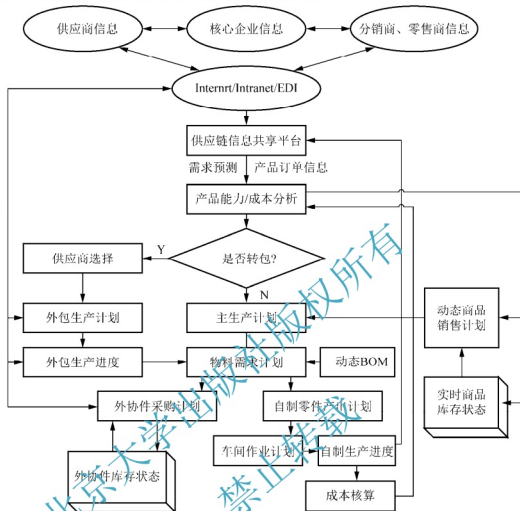 供应商信息
核心企业信息
分销商、零售商信息
Internrt/Intranet/EDI
供应链信息共享平台
需求预测
产品订单信息
产品能力/成本分析
供应商选择
Y
是否转包?
N
外包生产计划
主生产计划
动态商品
销售计划
外包生产进度
物料需求计划
动态BOM
实时商品
库存状态
外协件采购计划
自制零件产出计划
车间作业计划
自制生产进度
外协件库存状态
成本核算
北京大学出版社版权所有
禁止转载